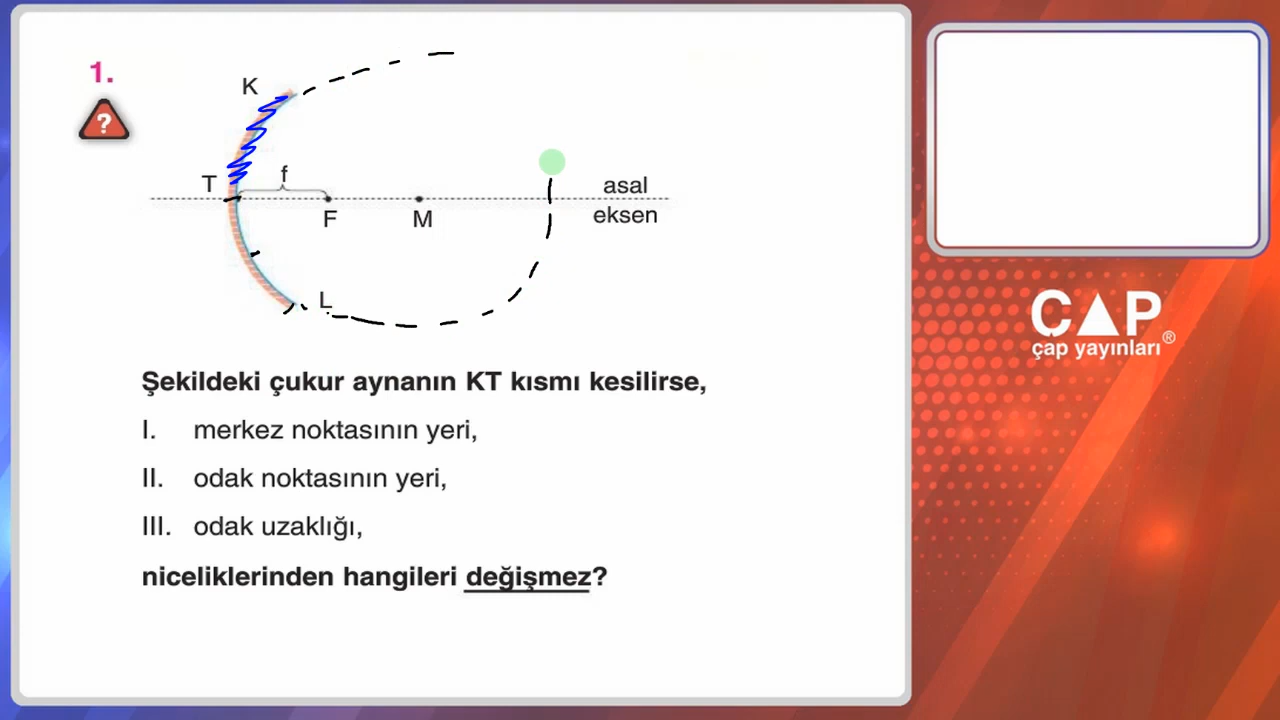 1.
?
K
T
f
F
M
L
asal
eksen
Şekildeki çukur aynanın KT kısmı kesilirse,
I. merkez noktasının yeri,
II. odak noktasının yeri,
III. odak uzaklığı,
niceliklerinden hangileri değişmez?
ÇAP
çap yayınları®